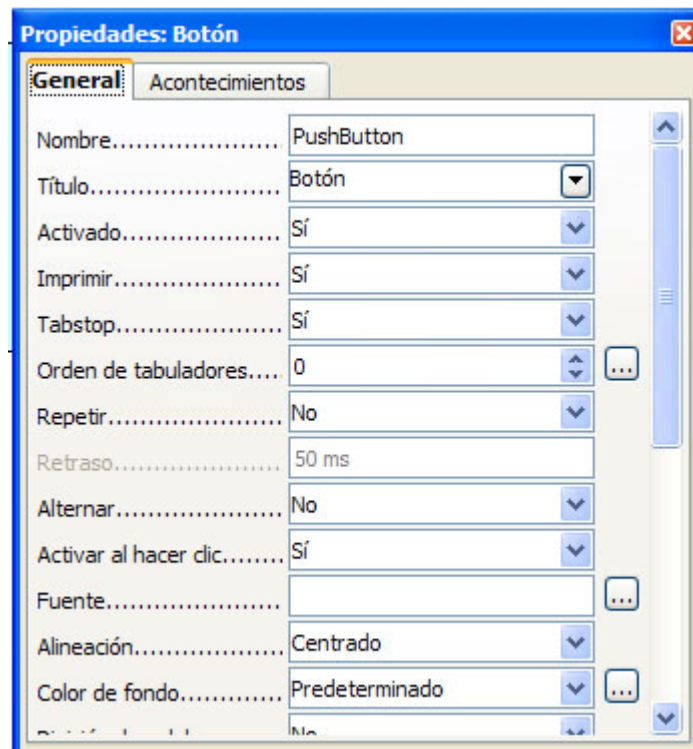 Propiedades: Botón
General Acontecimientos
Nombre..................... PushButton
Título........................ Botón
Activado.................... Sí
Imprimir..................... Sí
Tabstop..................... Sí
Orden de tabuladores..... 0 ...
Repetir...................... No
Retraso..................... 50 ms
Alternar..................... No
Activar al hacer clic....... Sí
Fuente....................... ...
Alineación................... Centrado
Color de fondo............. Predeterminado ...
No